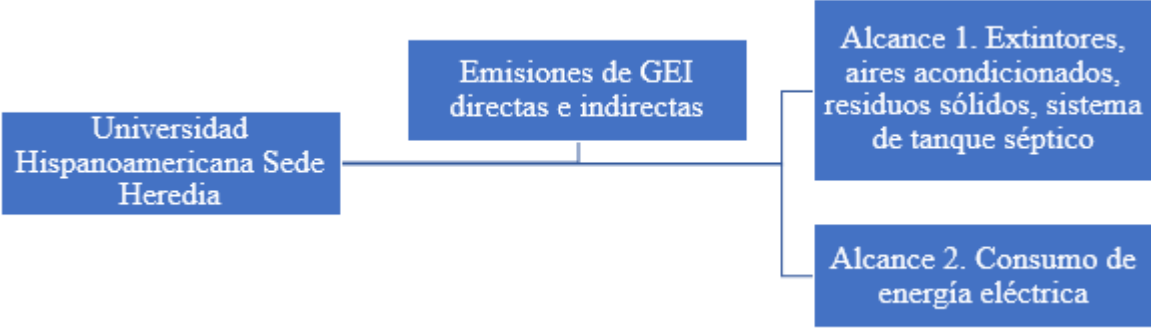 Universidad
Hispanoamericana Sede
Heredia
Emisiones de GEI
directas e indirectas
Alcance 1. Extintores,
aires acondicionados,
residuos sólidos, sistema
de tanque séptico
Alcance 2. Consumo de
energía eléctrica